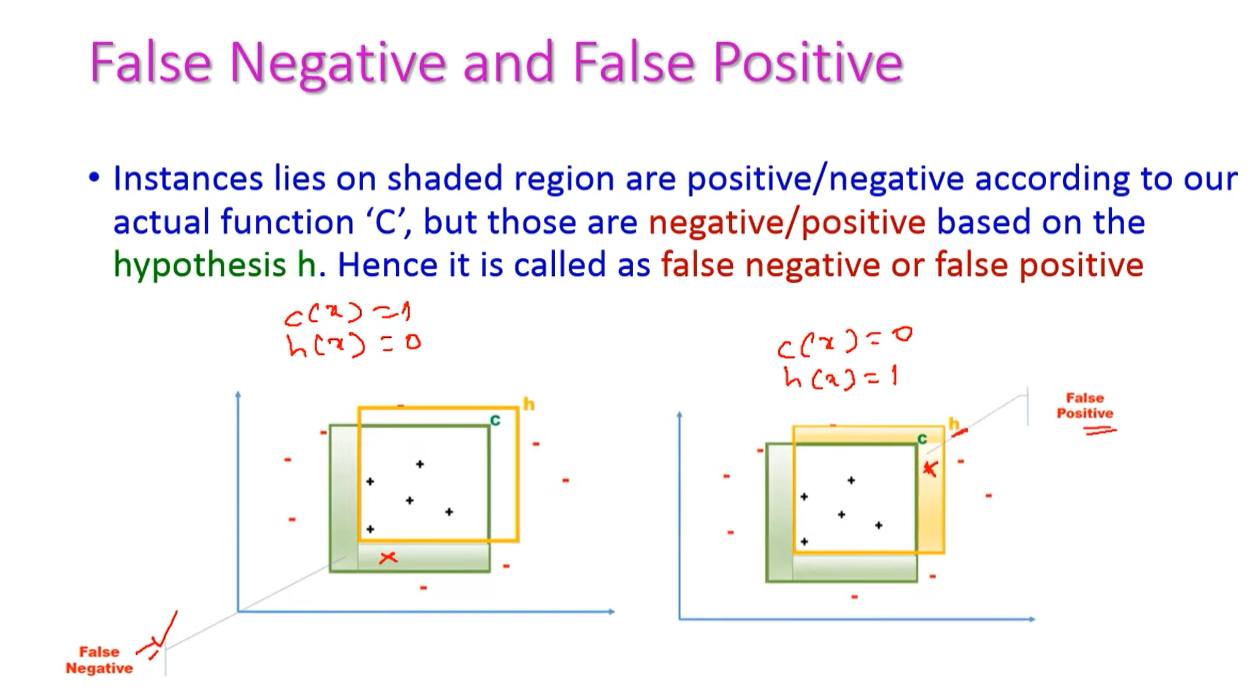 False Negative and False Positive
• Instances lies on shaded region are positive/negative according to our
actual function ‘C’, but those are negative/positive based on the
hypothesis h. Hence it is called as false negative or false positive
c(x)=1
h(x)=0
c(x)=0
h(x)=1
h
C
False
Negative
False
Positive
h
C